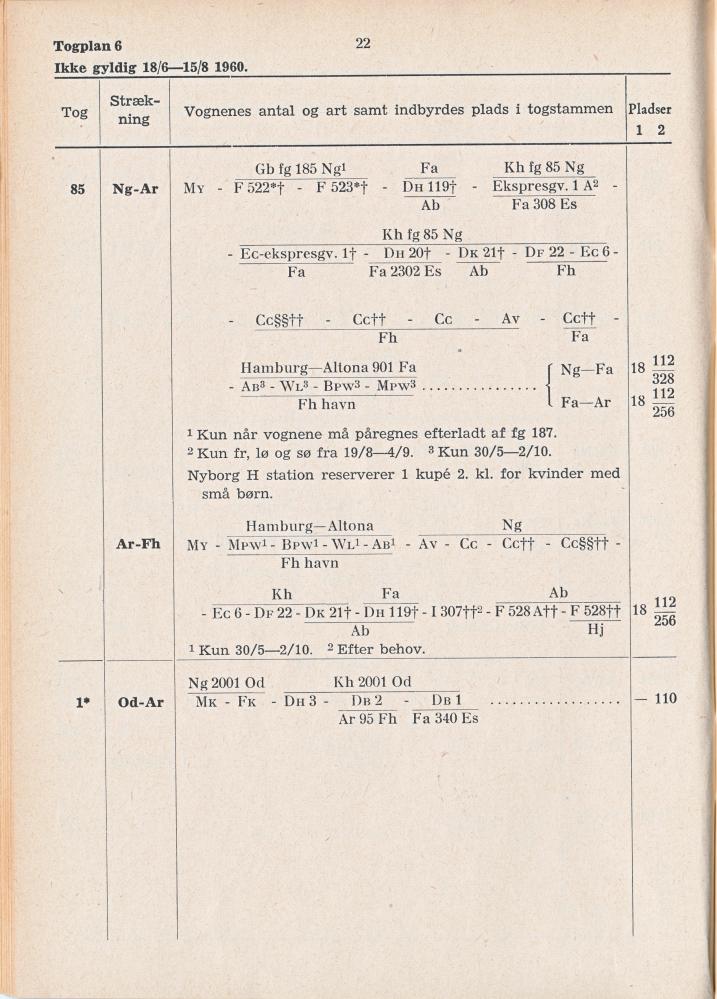 Togplan 6
22
Ikke gyldig 18/6—15/8 1960.
Tog
Stræk-
ning
Vognenes antal og art samt indbyrdes plads i togstammen
Pladser
1 2
Gb fg 185 Ng¹ Fa Kh fg 85 Ng
85 Ng-Ar My - F 522*† - F 523*† - DH 119† - Ekspresgv. 1 A² -
Ab Fa 308 Es
Kh fg 85 Ng
- Ec-ekspresgv. 1† - DH 20† - DK 21† - DF 22 - EC 6 -
Fa Fa 2302 Es Ab Fh
- Cc§§†† - Cc†† - Cc - Av - Cc†† -
Fh Fa
Hamburg—Altona 901 Fa
- AB³ - WL³ - BPW³ - MPW³ ................
Fh havn
Ng—Fa 18 112
328
Fa—Ar 18 112
256
¹ Kun når vognene må påregnes efterladt af fg 187.
² Kun fr, lø og sø fra 19/8—4/9. ³ Kun 30/5—2/10.
Nyborg H station reserverer 1 kupé 2. kl. for kvinder med
små børn.
Hamburg—Altona Ng
Ar-Fh My - MPW¹ - BPW¹ - WL¹ - AB¹ - Av - Cc - Cc†† - Cc§§†† -
Fh havn
Kh Fa Ab
- EC 6 - DF 22 - DK 21† - DH 119† - I 307††² - F 528 A†† - F 528†† 18 112
256
Ab Hj
¹ Kun 30/5—2/10. ² Efter behov.
Ng 2001 Od Kh 2001 Od
1* Od-Ar MK - FK - DH 3 - DB 2 - DB 1 .................. — 110
Ar 95 Fh Fa 340 Es